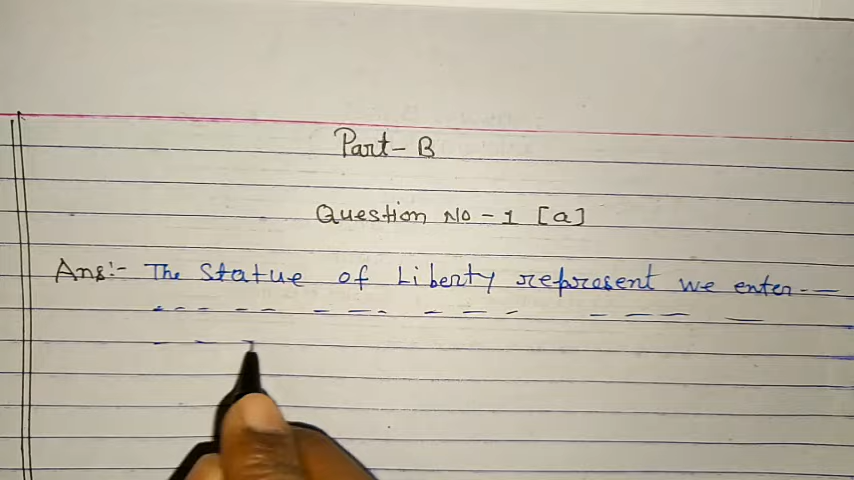 Part- B
Question No - 1 [a]
Ans:- The Statue of Liberty represent we enter- - —
- - - - - - — - - — - - — — —
- - -